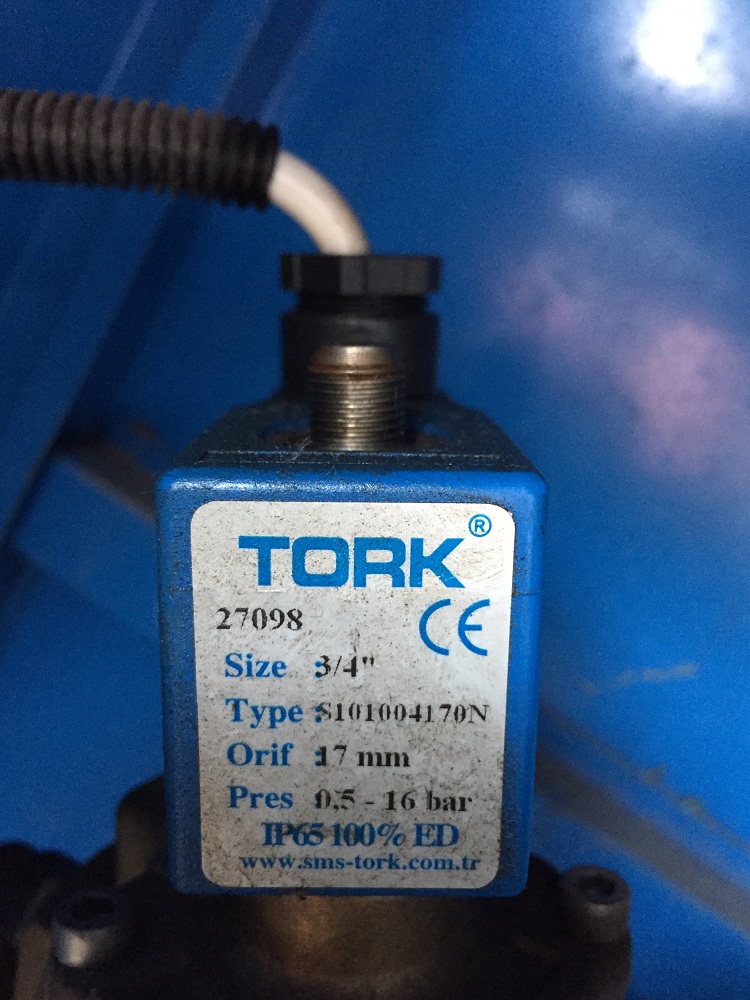 TORK®
27098
CE
Size : 3/4"
Type : S101004170N
Orif : 17 mm
Pres : 0,5 - 16 bar
IP65 100% ED
www.sms-tork.com.tr